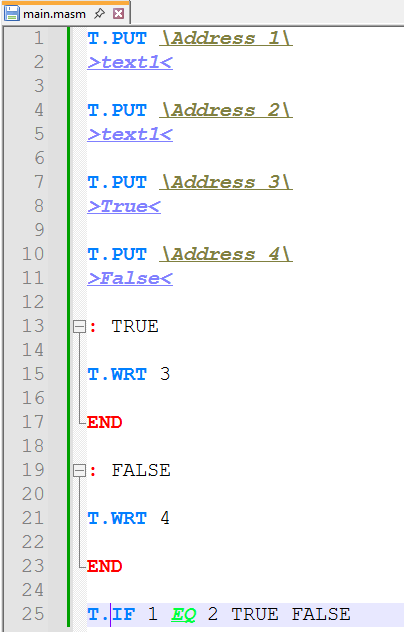 main.masm
1 T.PUT \Address 1\
2 >text1<
3
4 T.PUT \Address 2\
5 >text1<
6
7 T.PUT \Address 3\
8 >True<
9
10 T.PUT \Address 4\
11 >False<
12
13 : TRUE
14
15 T.WRT 3
16
17 END
18
19 : FALSE
20
21 T.WRT 4
22
23 END
24
25 T.IF 1 EQ 2 TRUE FALSE